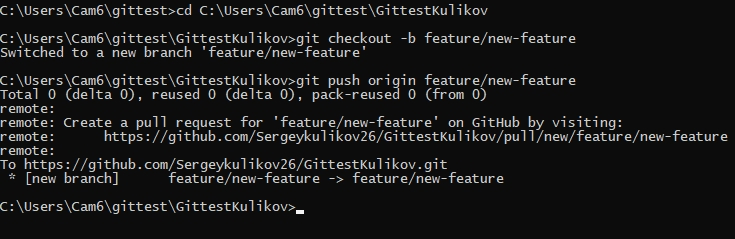 C:\Users\Cam6\gittest>cd C:\Users\Cam6\gittest\GittestKulikov
C:\Users\Cam6\gittest\GittestKulikov>git checkout -b feature/new-feature
Switched to a new branch 'feature/new-feature'
C:\Users\Cam6\gittest\GittestKulikov>git push origin feature/new-feature
Total 0 (delta 0), reused 0 (delta 0), pack-reused 0 (from 0)
remote:
remote: Create a pull request for 'feature/new-feature' on GitHub by visiting:
remote:      https://github.com/Sergeykulikov26/GittestKulikov/pull/new/feature/new-feature
remote:
To https://github.com/Sergeykulikov26/GittestKulikov.git
 * [new branch]      feature/new-feature -> feature/new-feature
C:\Users\Cam6\gittest\GittestKulikov>